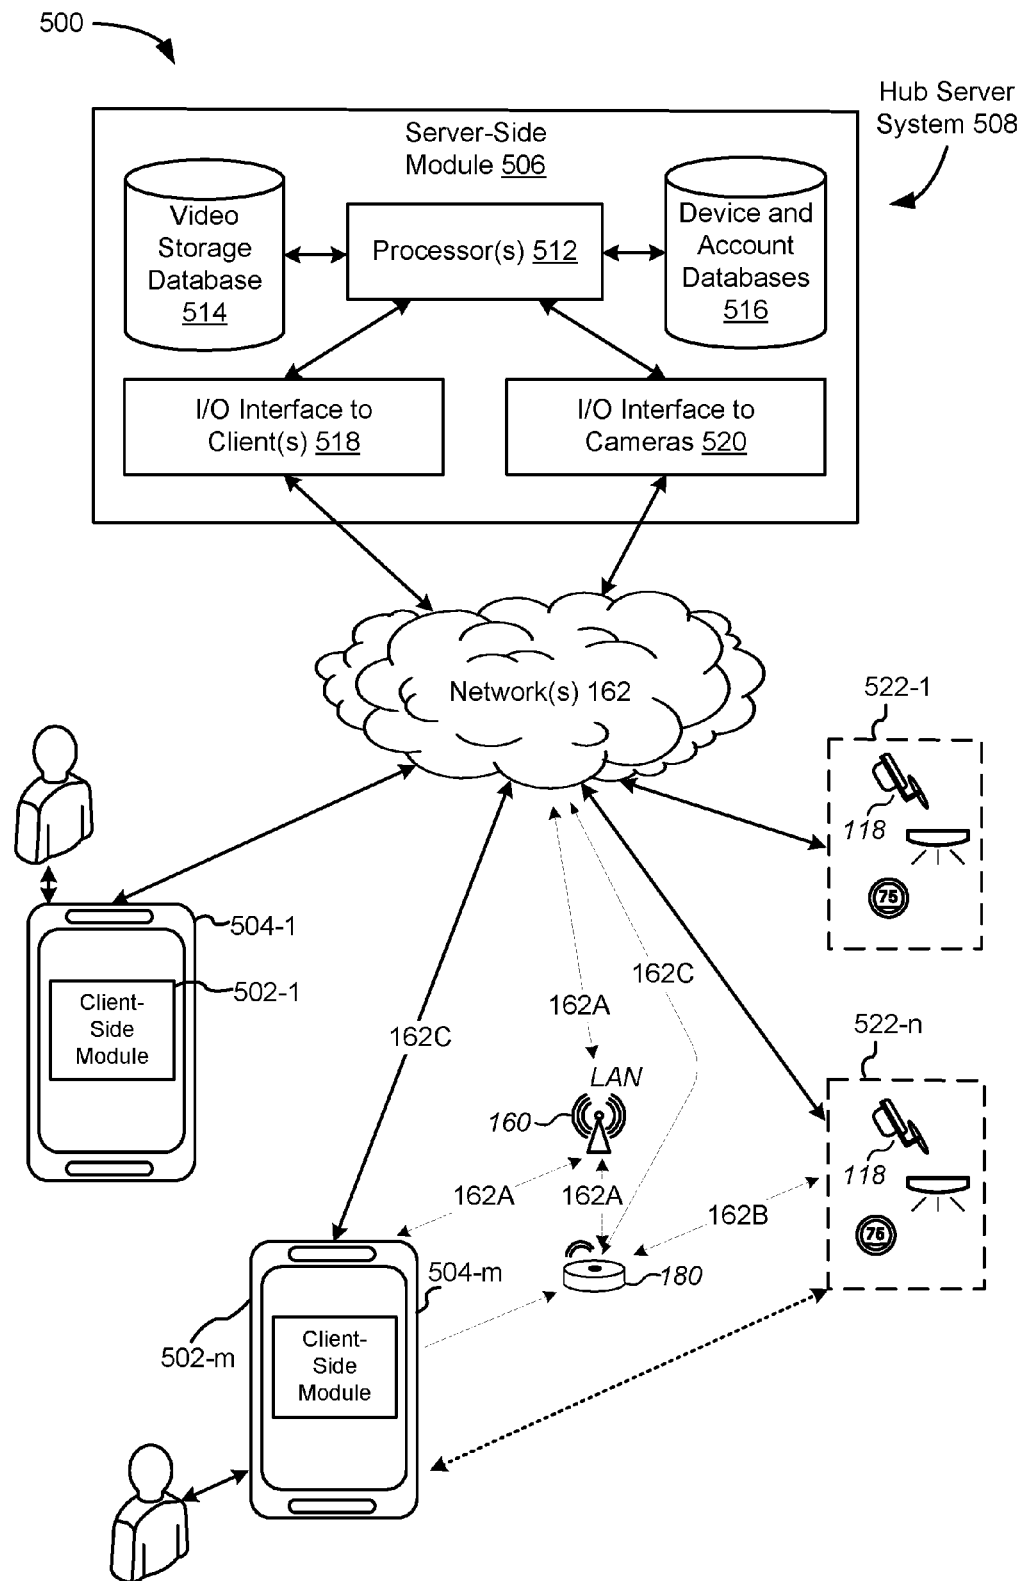 500
Hub Server
System 508
Server-Side
Module 506
Video
Storage
Database
514
Processor(s) 512
Device and
Account
Databases
516
I/O Interface to
Client(s) 518
I/O Interface to
Cameras 520
Network(s) 162
522-1
118
75
504-1
502-1
Client-
Side
Module
162C
162A
162C
LAN
160
522-n
118
75
162A
162A
162B
180
504-m
502-m
Client-
Side
Module